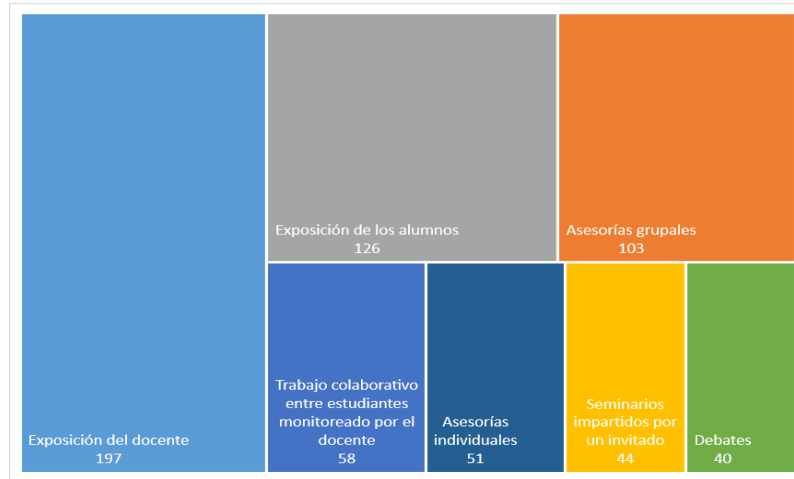 Exposición del docente
197
Exposición de los alumnos
126
Asesorías grupales
103
Trabajo colaborativo
entre estudiantes
monitoreado por el
docente
58
Asesorías
individuales
51
Seminarios
impartidos por
un invitado
44
Debates
40